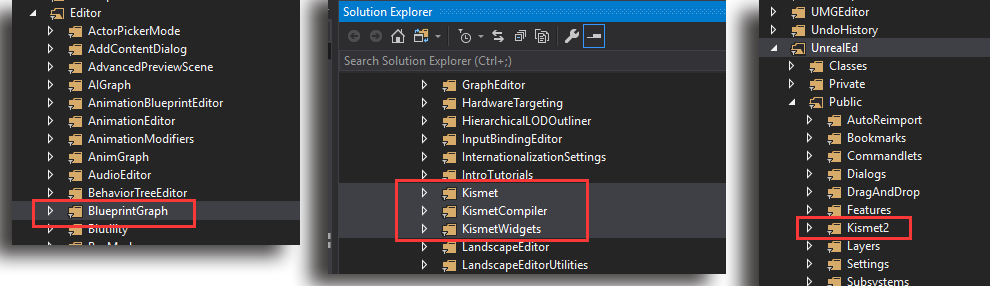 Editor
ActorPickerMode
AddContentDialog
AdvancedPreviewScene
AIGraph
AnimationBlueprintEditor
AnimationEditor
AnimationModifiers
AnimGraph
AudioEditor
BehaviorTreeEditor
BlueprintGraph
Blutility
Solution Explorer
Search Solution Explorer (Ctrl+;)
GraphEditor
HardwareTargeting
HierarchicalLODOutliner
InputBindingEditor
InternationalizationSettings
IntroTutorials
Kismet
KismetCompiler
KismetWidgets
LandscapeEditor
LandscapeEditorUtilities
UMGEditor
UndoHistory
UnrealEd
Classes
Private
Public
AutoReimport
Bookmarks
Commandlets
Dialogs
DragAndDrop
Features
Kismet2
Layers
Settings
Subsystems